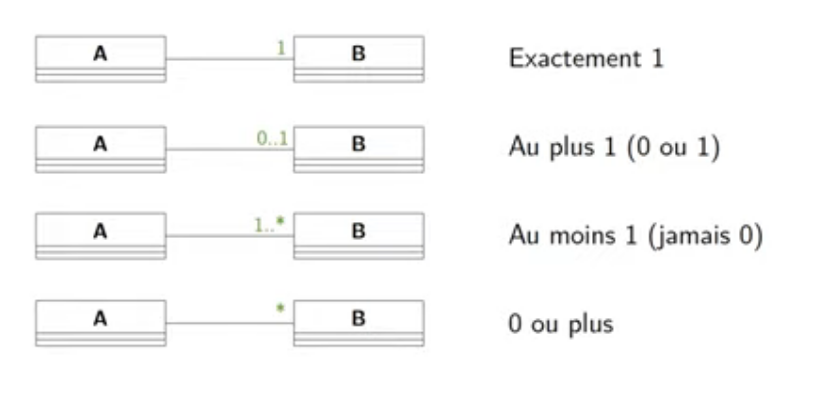 A 1 B Exactement 1
A 0..1 B Au plus 1 (0 ou 1)
A 1..* B Au moins 1 (jamais 0)
A * B 0 ou plus